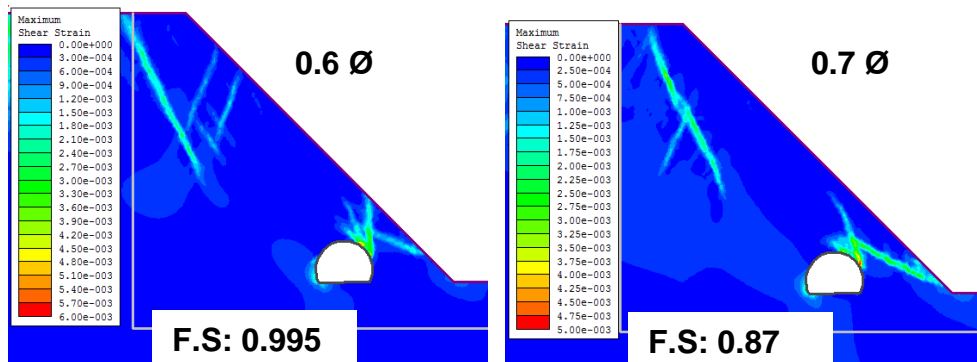 Maximum
Shear Strain
0.00e+000
3.00e-004
6.00e-004
9.00e-004
1.20e-003
1.50e-003
1.80e-003
2.10e-003
2.40e-003
2.70e-003
3.00e-003
3.30e-003
3.60e-003
3.90e-003
4.20e-003
4.50e-003
4.80e-003
5.10e-003
5.40e-003
5.70e-003
6.00e-003
0.6 Ø
F.S: 0.995
Maximum
Shear Strain
0.00e+000
2.50e-004
5.00e-004
7.50e-004
1.00e-003
1.25e-003
1.50e-003
1.75e-003
2.00e-003
2.25e-003
2.50e-003
2.75e-003
3.00e-003
3.25e-003
3.50e-003
3.75e-003
4.00e-003
4.25e-003
4.50e-003
4.75e-003
5.00e-003
0.7 Ø
F.S: 0.87